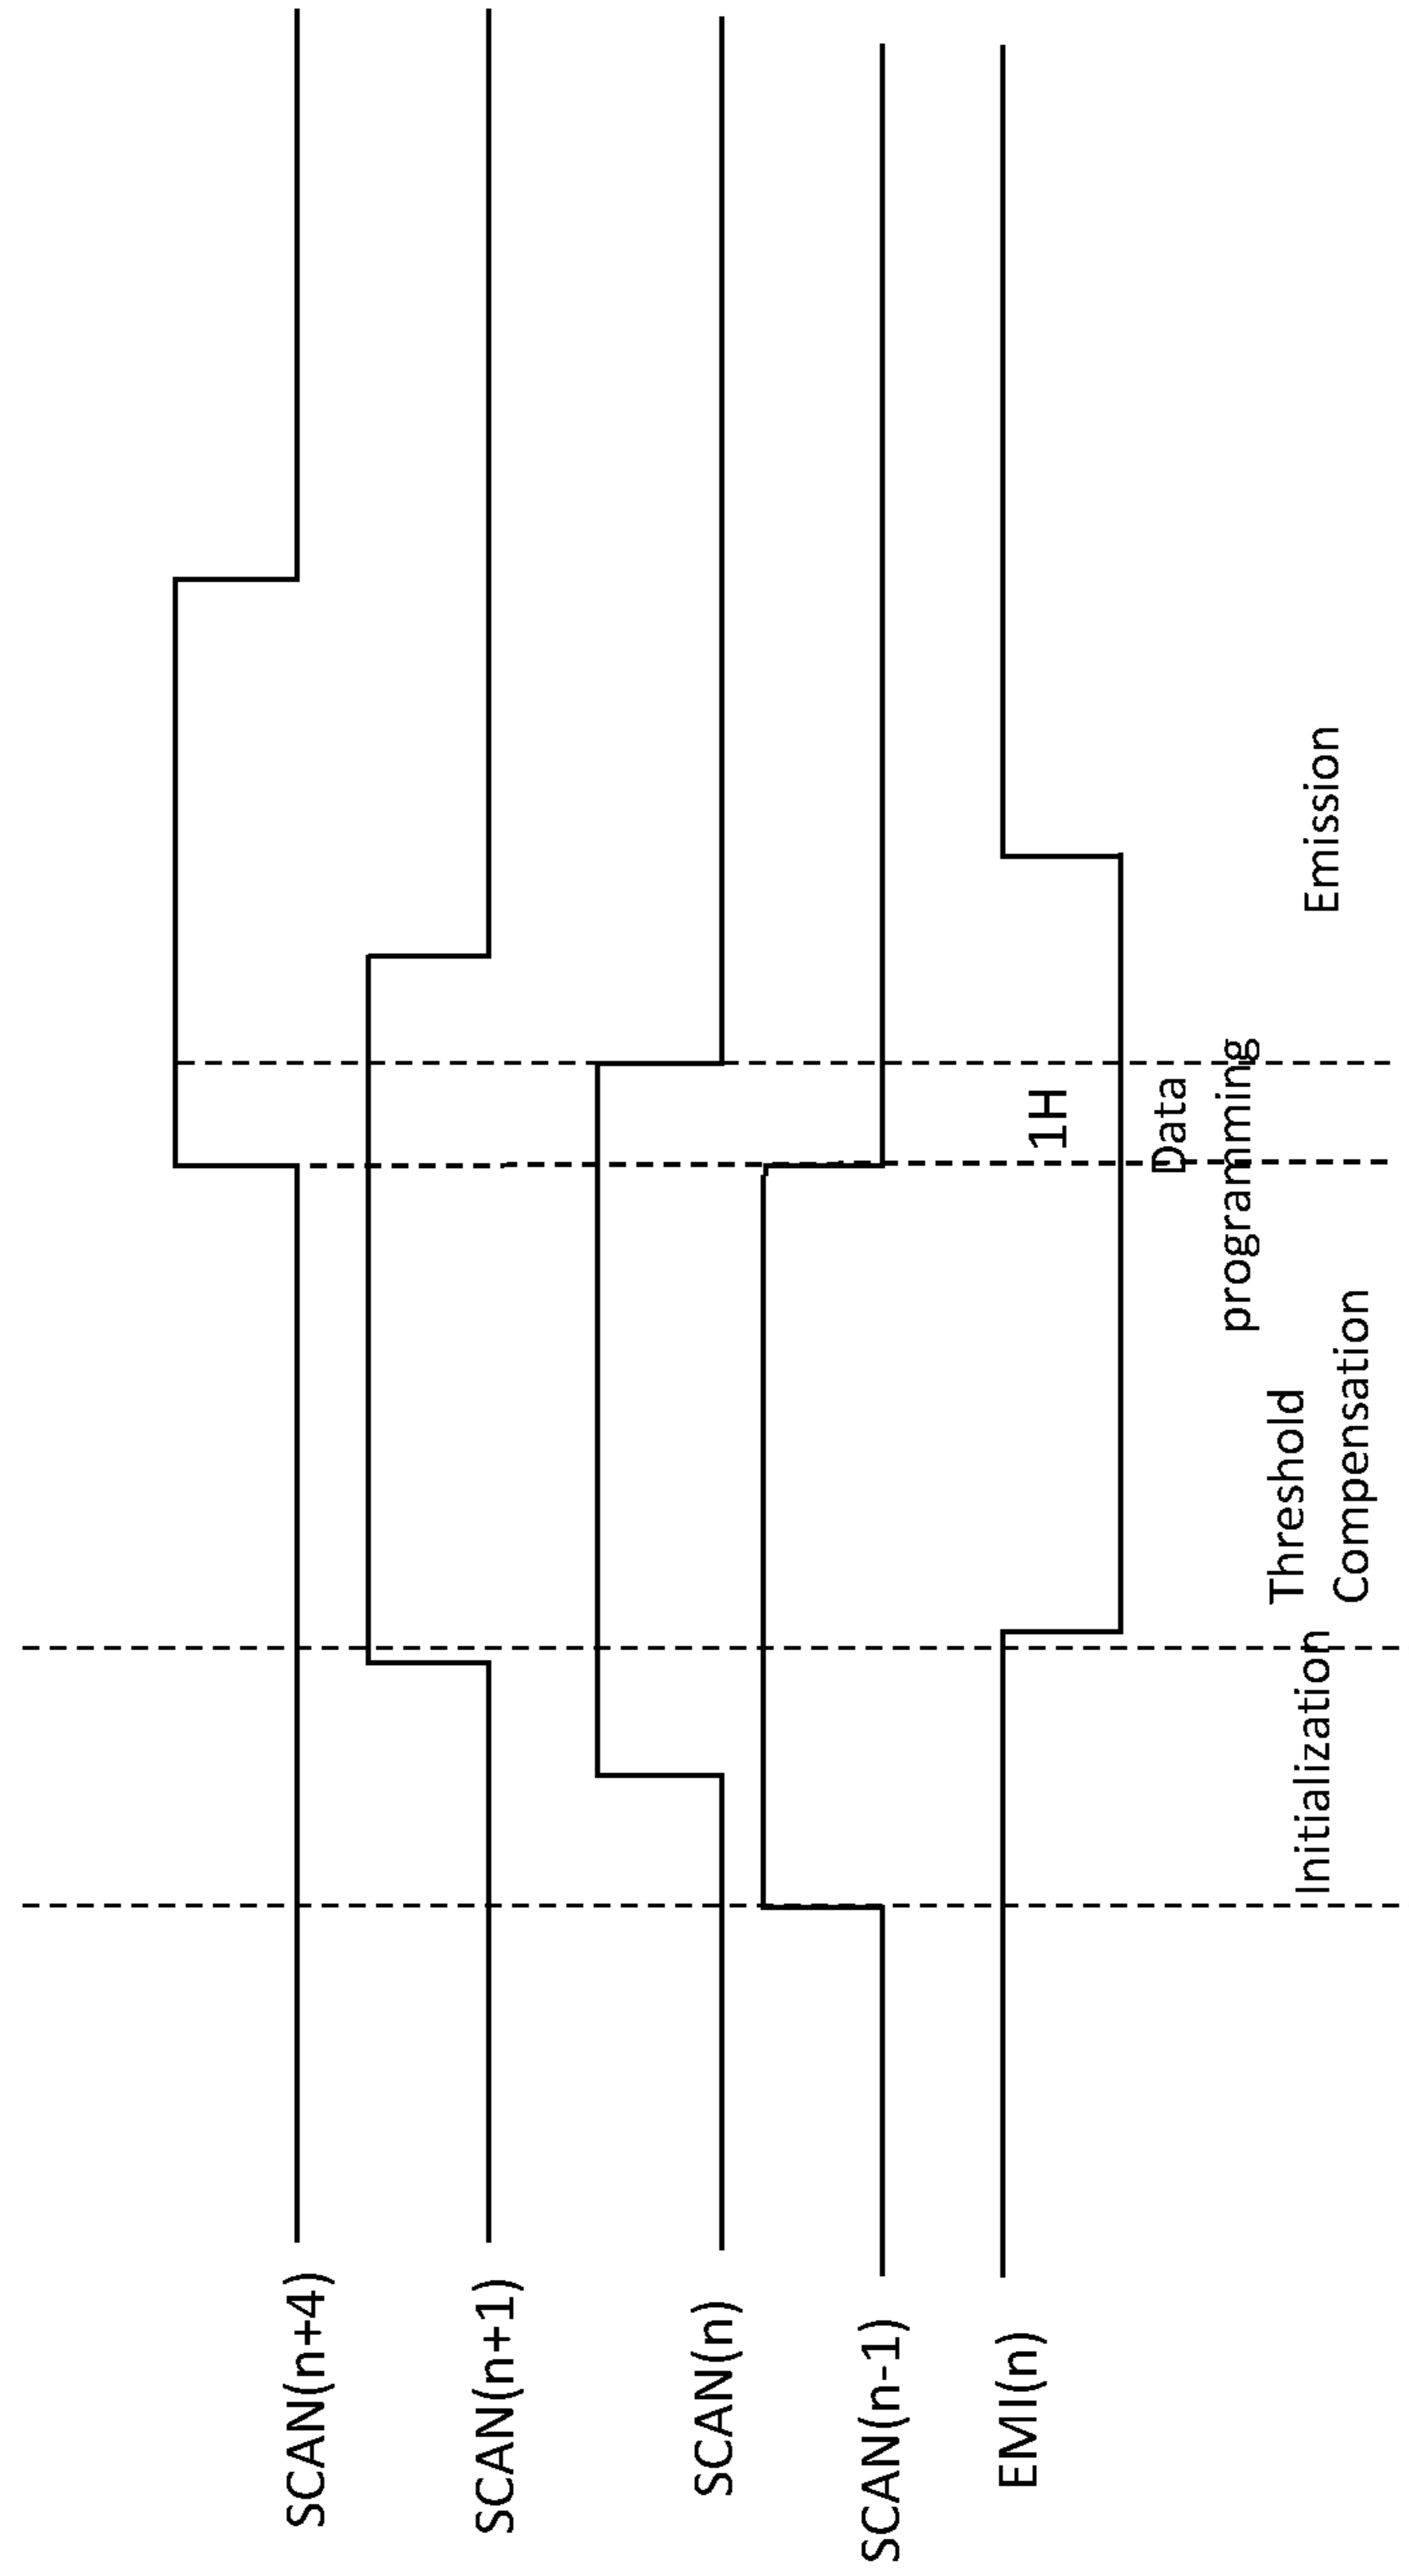 SCAN(n+4)
SCAN(n+1)
SCAN(n)
SCAN(n-1)
EMI(n)
1H
Initialization
Threshold
Compensation
Data
programming
Emission